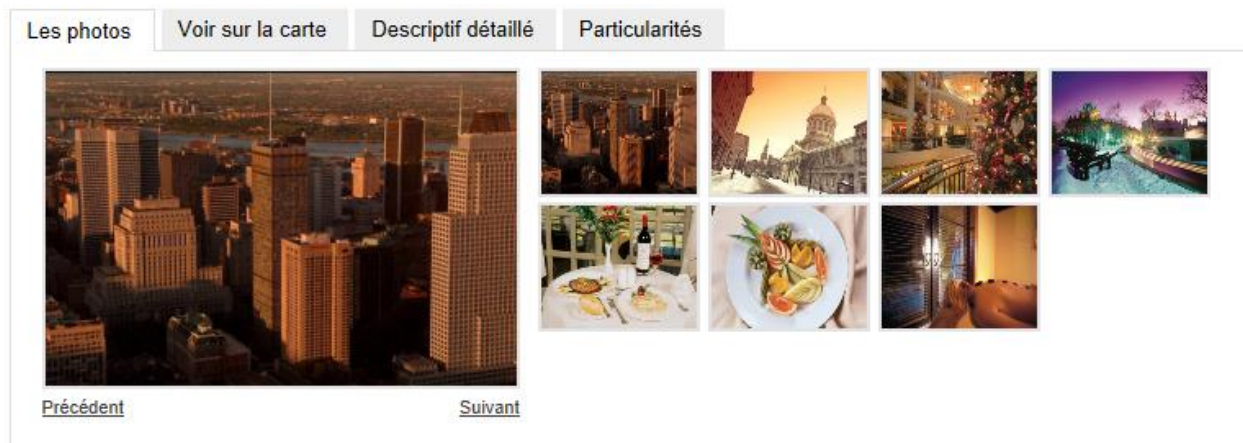 Les photos Voir sur la carte Descriptif détaillé Particularités
Précédent Suivant